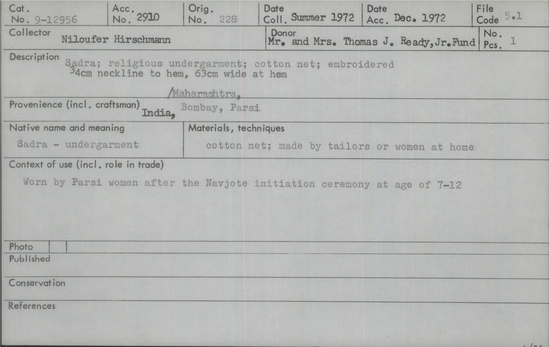 Cat. No. 9-12956 Acc. No. 2910 Orig. No. 228 Date Coll. Summer 1972 Date Acc. Dec. 1972 File Code 5.1
Collector Niloufer Hirschmann Donor Mr. and Mrs. Thomas J. Ready, Jr. Fund No. Pcs. 1
Description Sadra; religious undergarment; cotton net; embroidered
94cm neckline to hem, 63cm wide at hem
/Maharashtra,
Provenience (incl. craftsman) India, Bombay, Parsi
Native name and meaning Materials, techniques
Sadra - undergarment cotton net; made by tailors or women at home
Context of use (incl. role in trade)
Worn by Parsi women after the Navjote initiation ceremony at age of 7-12
Photo
Published
Conservation
References